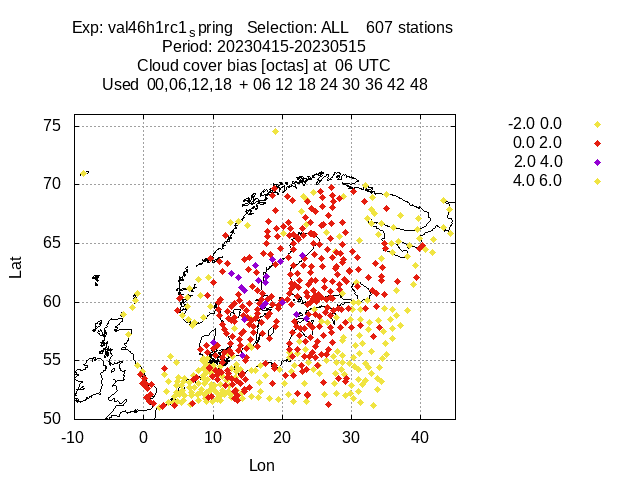 Exp: val46h1rc1s pring Selection: ALL 607 stations
Period: 20230415-20230515
Cloud cover bias [octas] at 06 UTC
Used 00,06,12,18 + 06 12 18 24 30 36 42 48
-2.0 0.0
0.0 2.0
2.0 4.0
4.0 6.0
75
70
65
60
55
50
Lat
-10 0 10 20 30 40
Lon